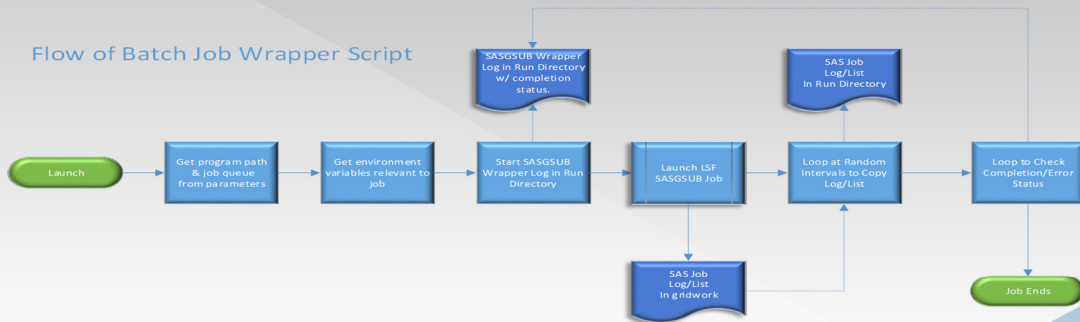 Flow of Batch Job Wrapper Script
SASGSUB Wrapper
Log in Run Directory
w/ completion
status.
SAS Job
Log/List
In Run Directory
Launch
Get program path
& job queue
from parameters
Get environment
variables relevant to
job
Start SASGSUB
Wrapper Log in Run
Directory
Launch LSF
SASGSUB Job
Loop at Random
Intervals to Copy
Log/List
Loop to Check
Completion/Error
Status
SAS Job
Log/List
In gridwork
Job Ends